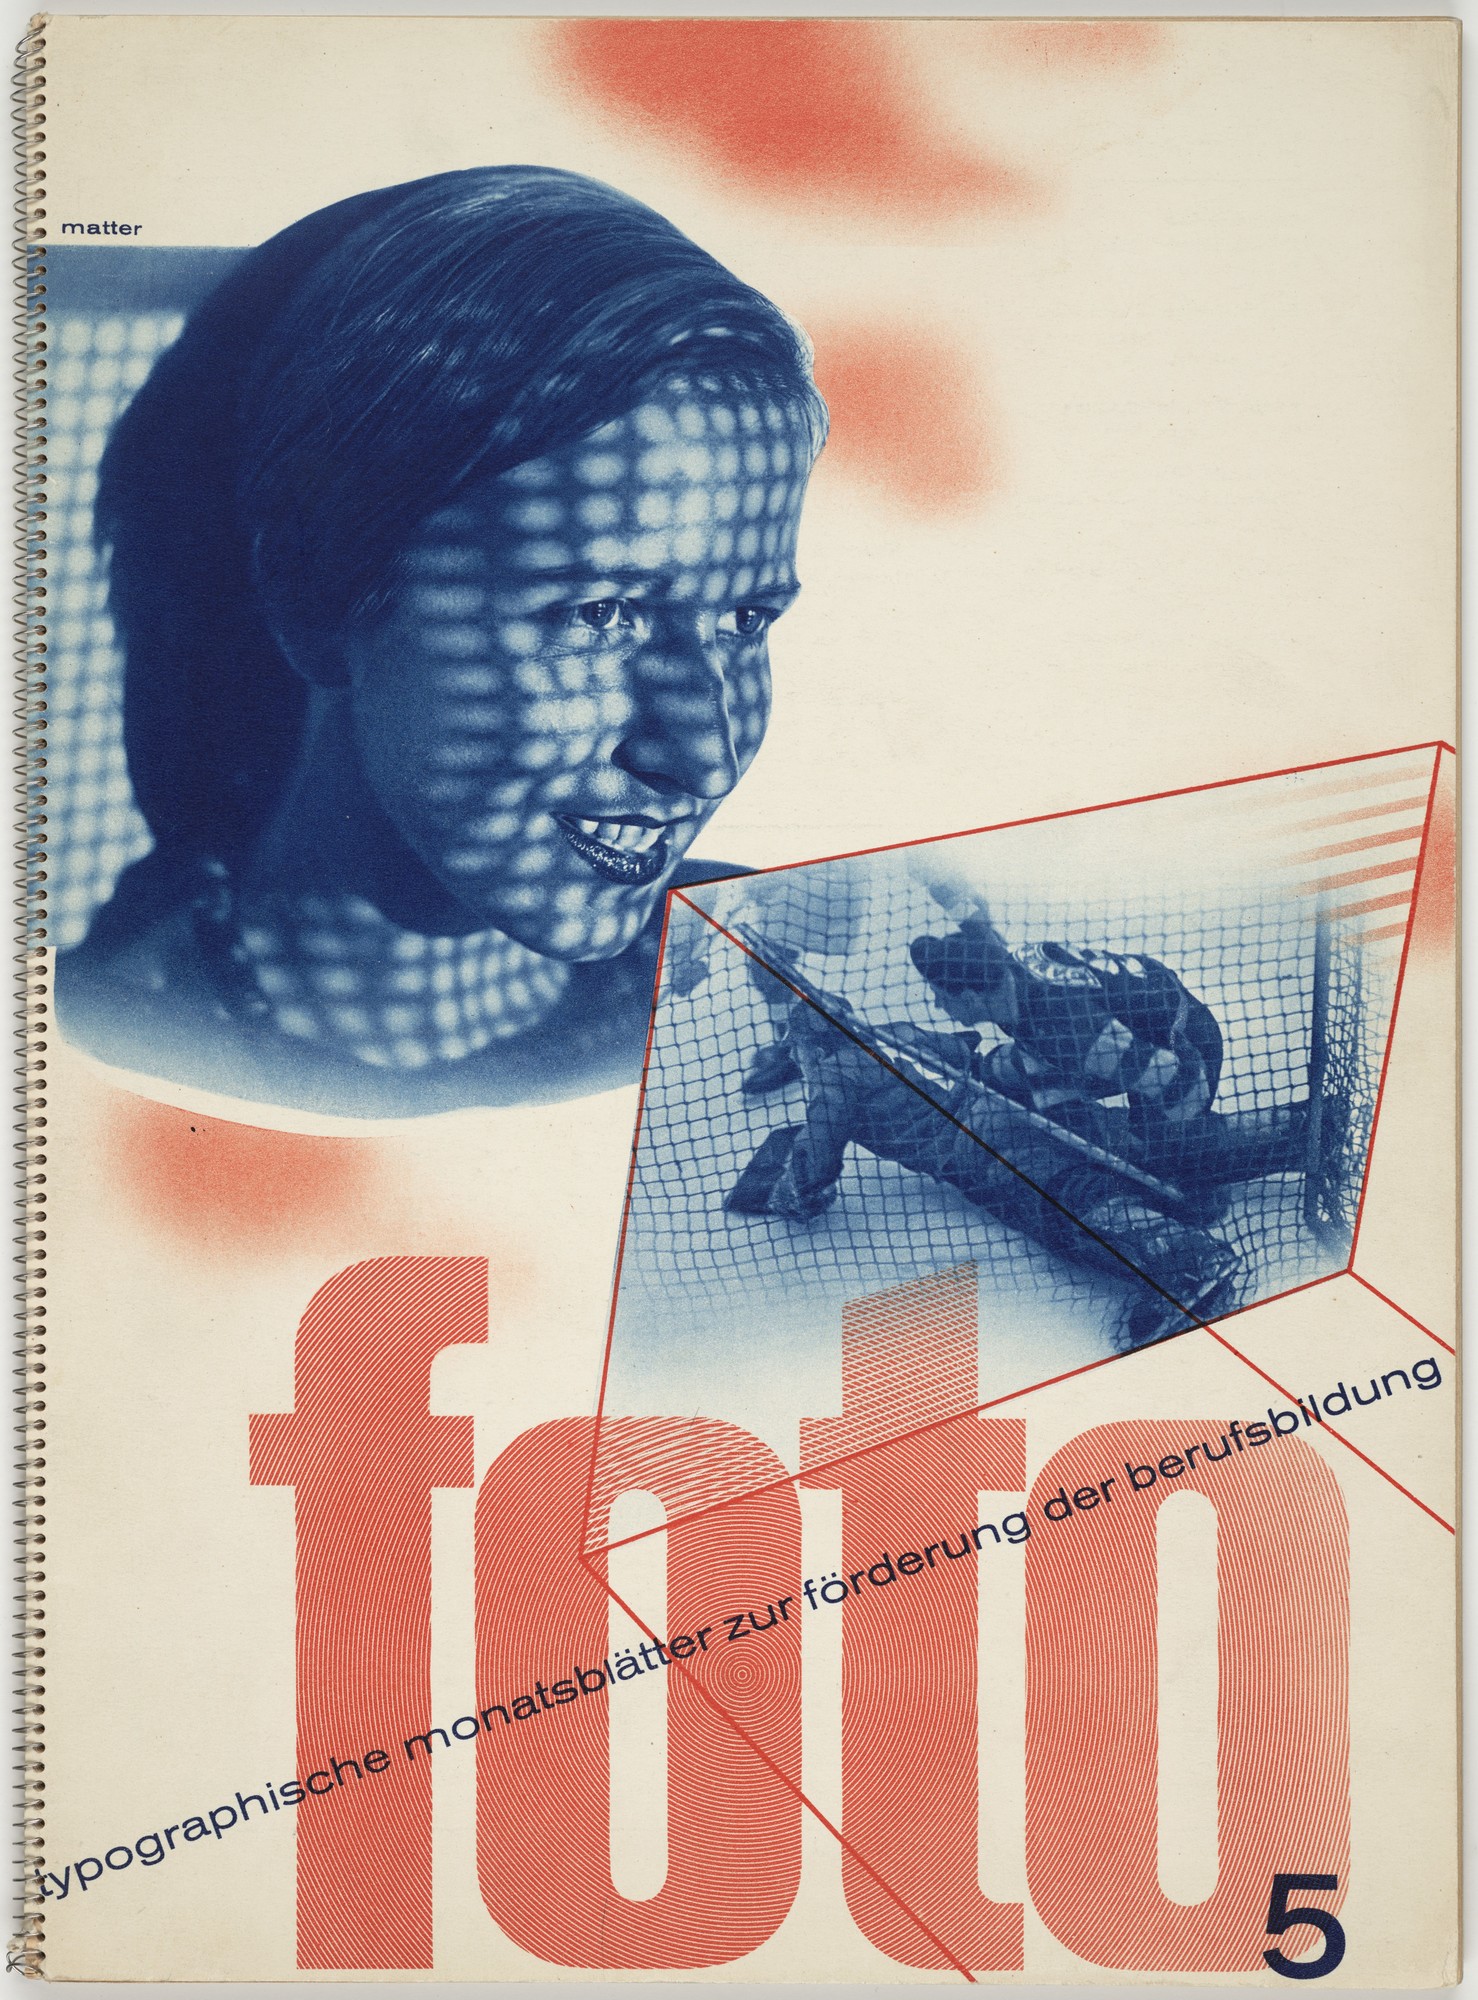 matter
foto
typographische monatsblätter zur förderung der berufsbildung
5